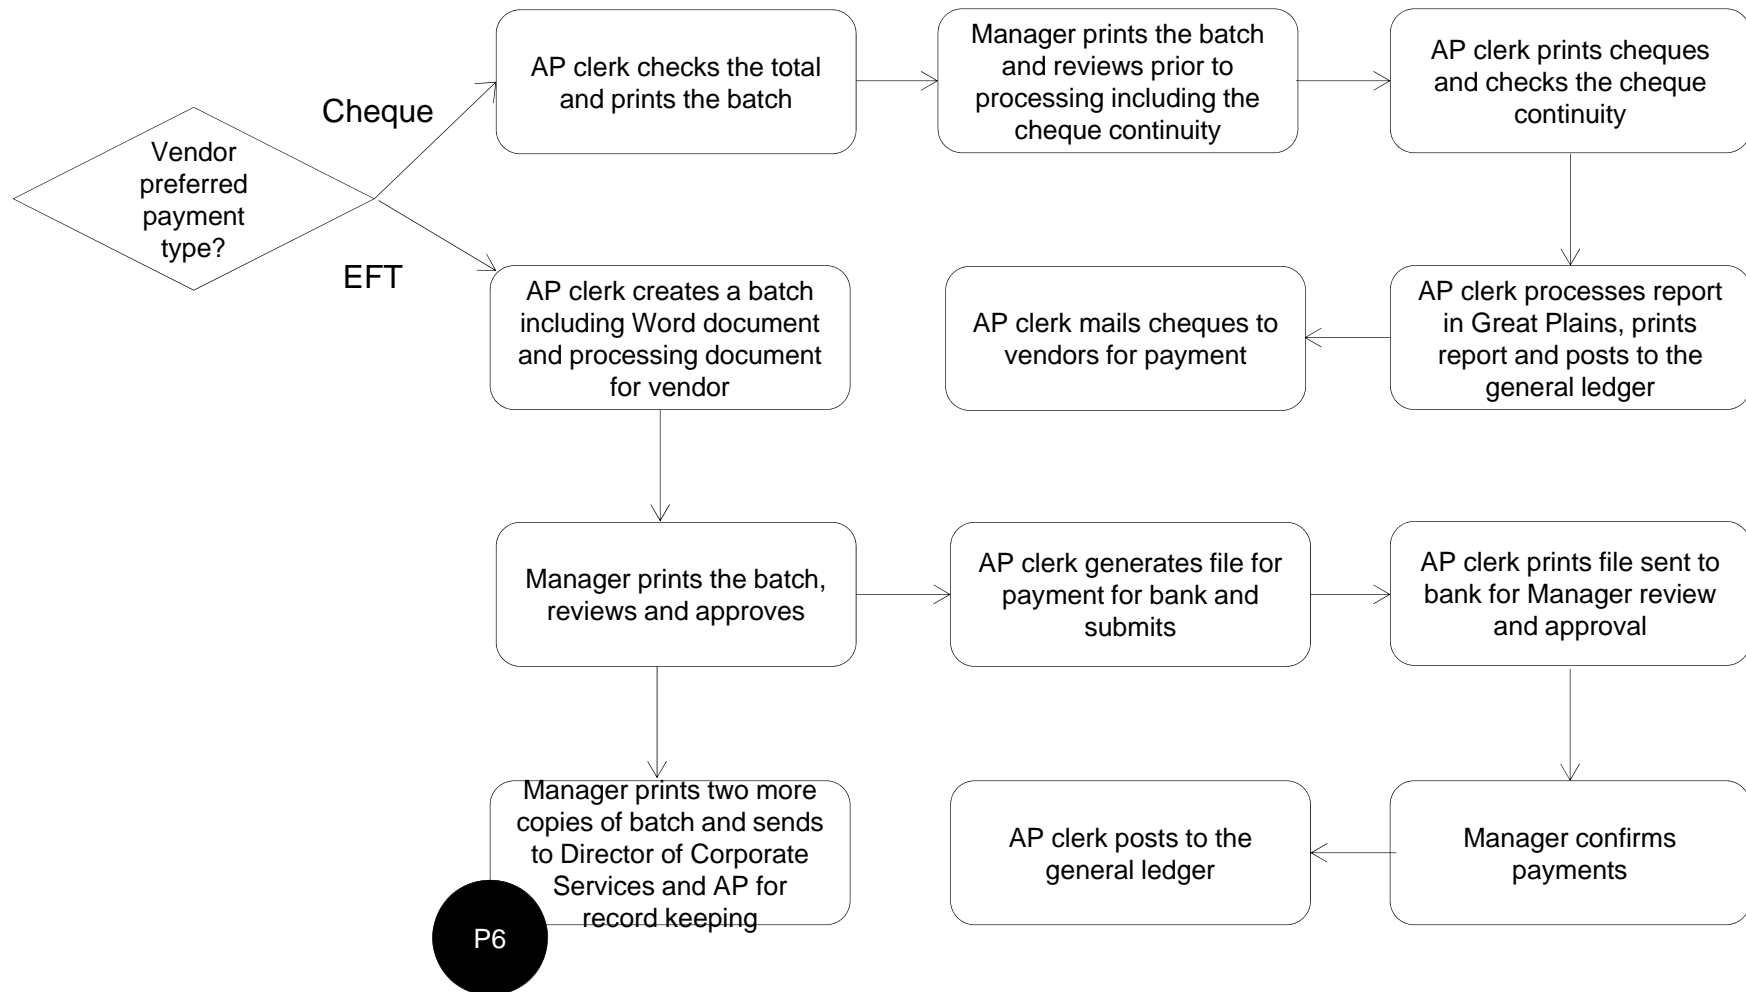 Vendor
preferred
payment
type?
Cheque
EFT
AP clerk checks the total
and prints the batch
Manager prints the batch
and reviews prior to
processing including the
cheque continuity
AP clerk prints cheques
and checks the cheque
continuity
AP clerk creates a batch
including Word document
and processing document
for vendor
AP clerk mails cheques to
vendors for payment
AP clerk processes report
in Great Plains, prints
report and posts to the
general ledger
Manager prints the batch,
reviews and approves
AP clerk generates file for
payment for bank and
submits
AP clerk prints file sent to
bank for Manager review
and approval
Manager prints two more
copies of batch and sends
to Director of Corporate
Services and AP for
record keeping
P6
AP clerk posts to the
general ledger
Manager confirms
payments